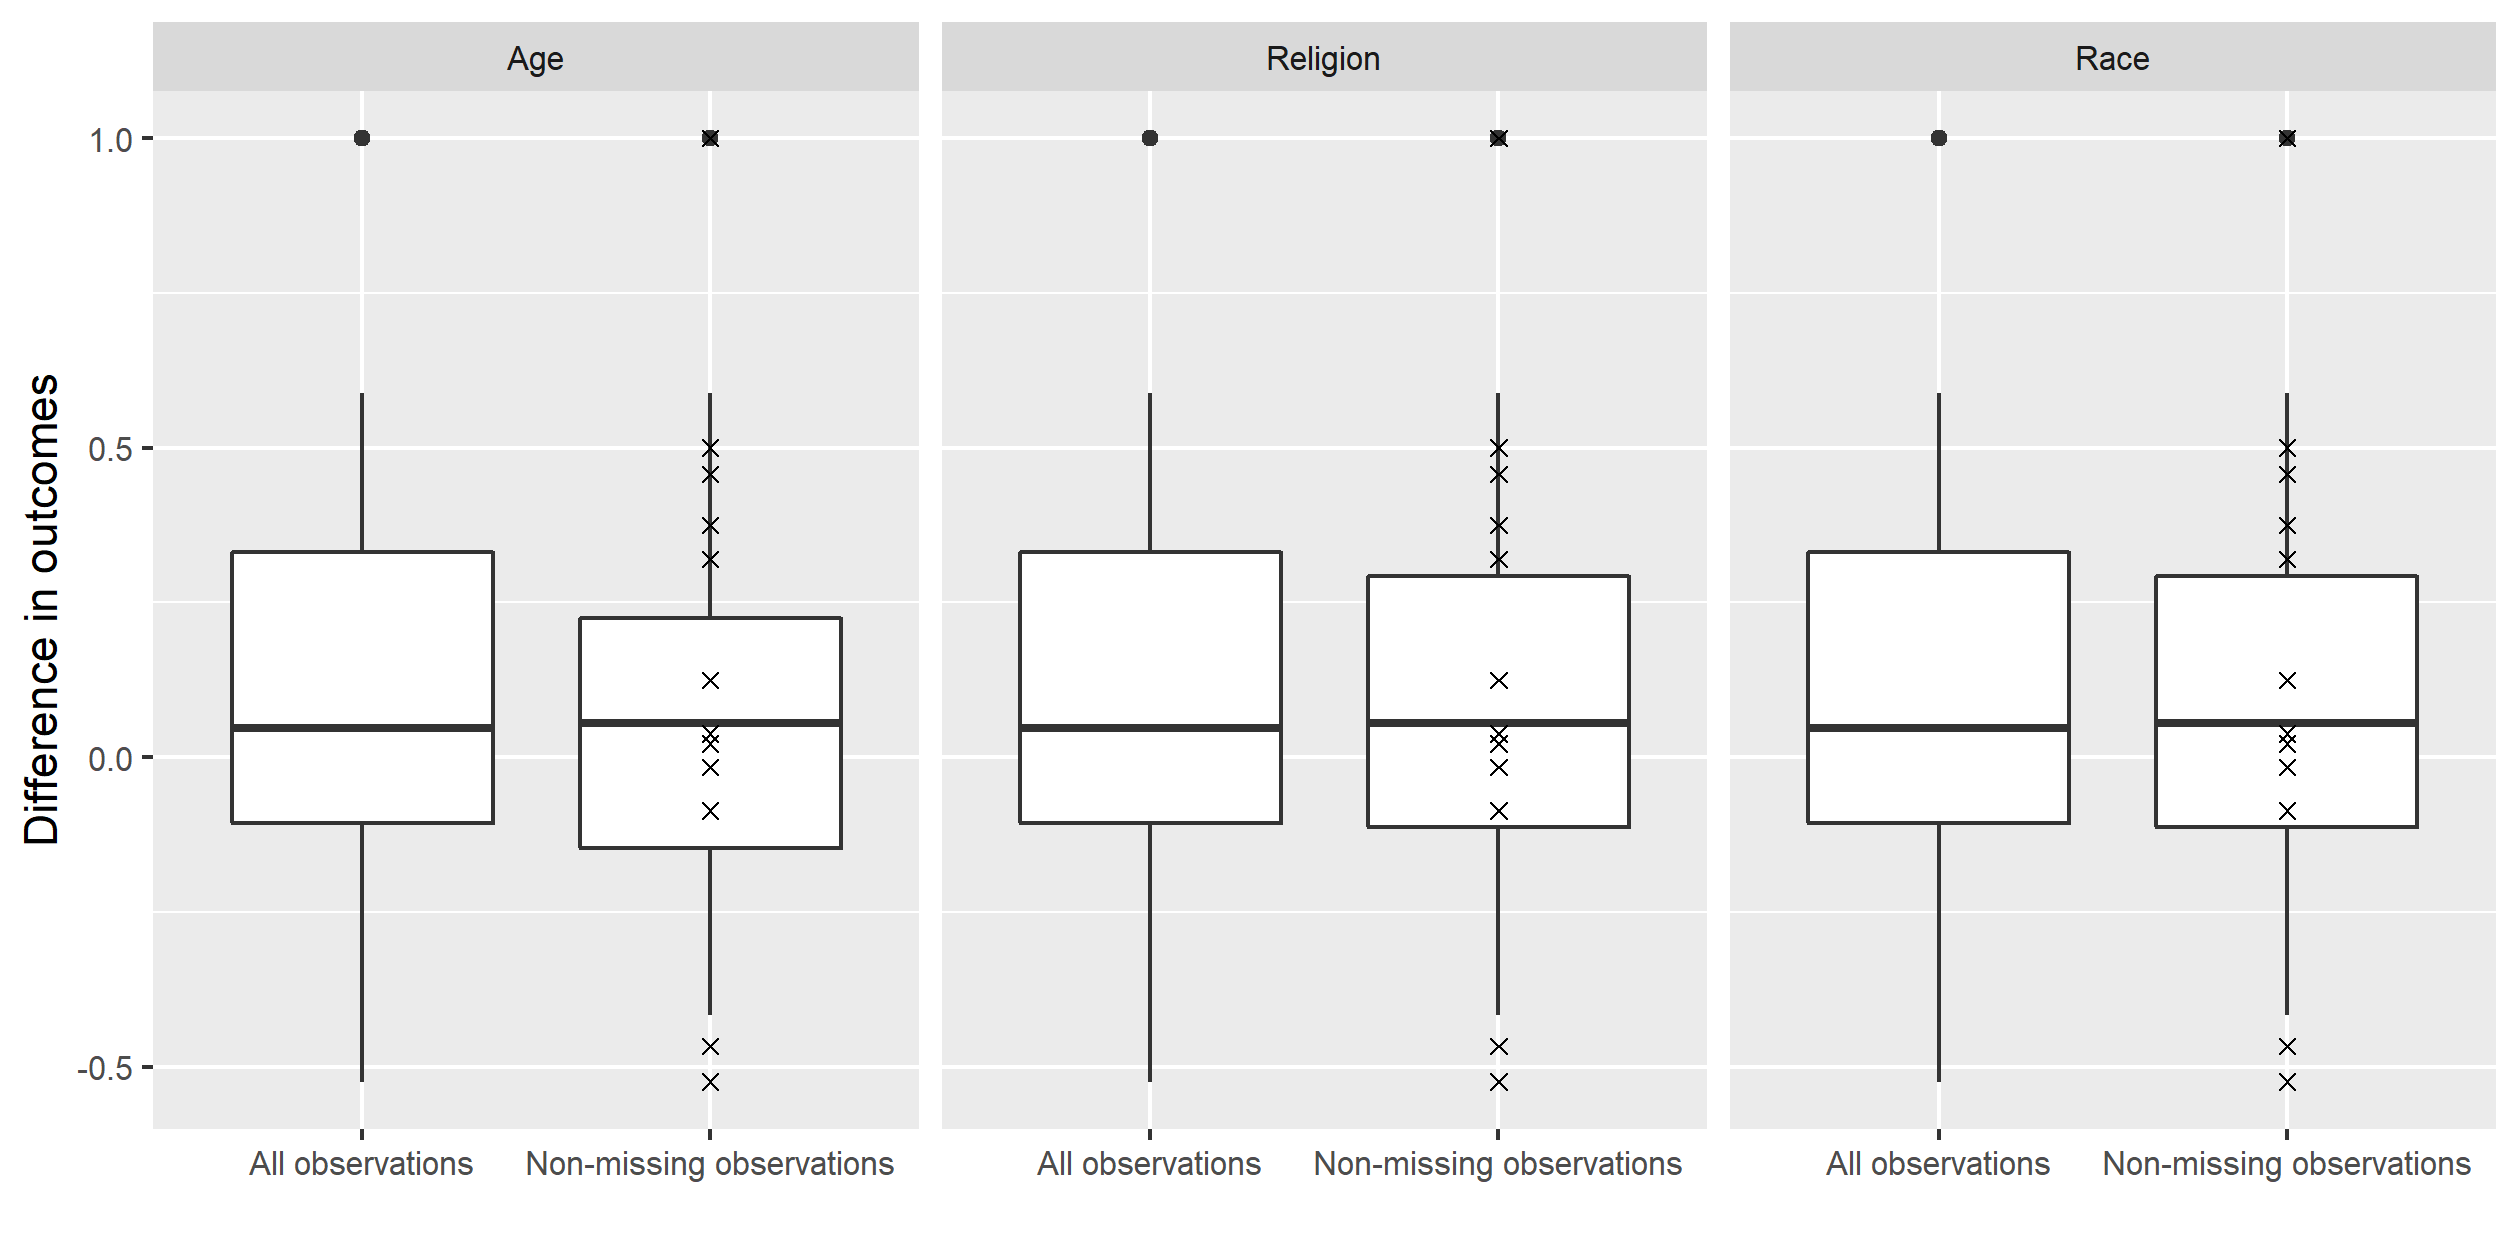 Age
Religion
Race
Difference in outcomes
1.0
0.5
0.0
-0.5
All observations
Non-missing observations
All observations
Non-missing observations
All observations
Non-missing observations